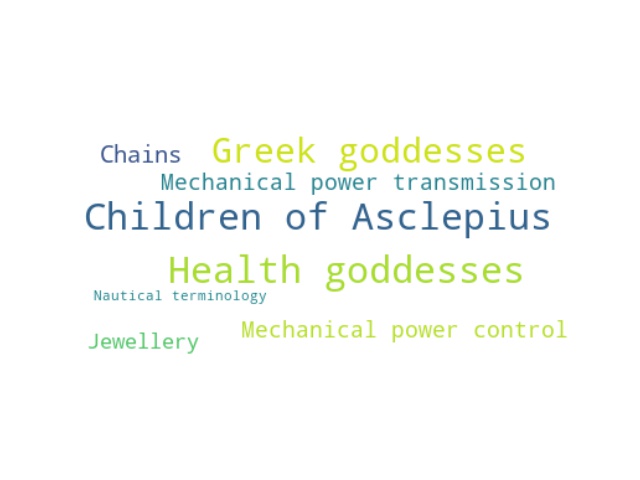 Chains
Greek goddesses
Mechanical power transmission
Children of Asclepius
Health goddesses
Nautical terminology
Mechanical power control
Jewellery